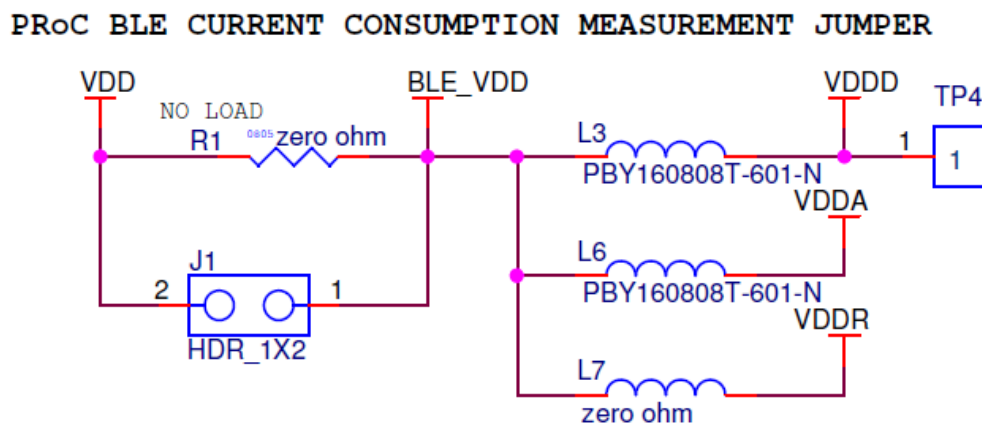 PRoC BLE CURRENT CONSUMPTION MEASUREMENT JUMPER
VDD
BLE_VDD
VDDD
TP4
NO LOAD
R1
0805
zero ohm
L3
PBY160808T-601-N
1
1
VDDA
J1
2
1
HDR_1X2
L6
PBY160808T-601-N
VDDR
L7
zero ohm